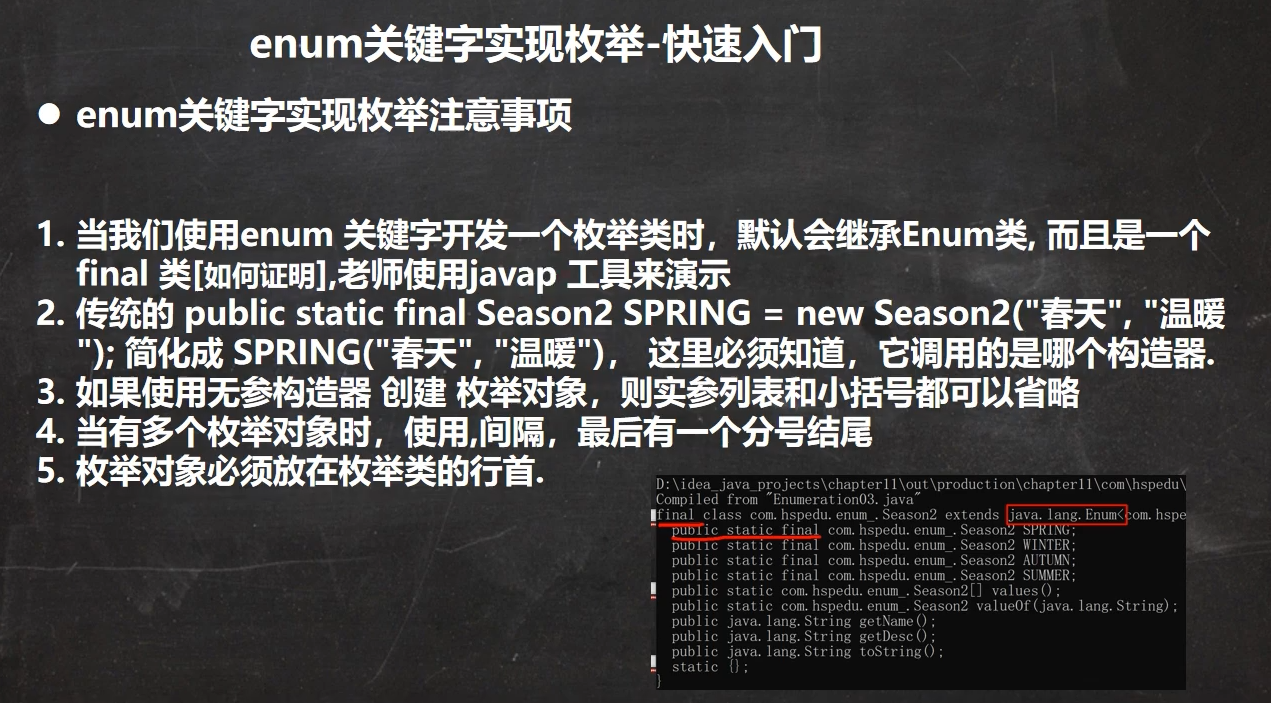 enum关键字实现枚举-快速入门
● enum关键字实现枚举注意事项
1. 当我们使用enum 关键字开发一个枚举类时，默认会继承Enum类, 而且是一个
final 类[如何证明],老师使用javap 工具来演示
2. 传统的 public static final Season2 SPRING = new Season2("春天", "温暖
"); 简化成 SPRING("春天", "温暖")， 这里必须知道，它调用的是哪个构造器.
3. 如果使用无参构造器 创建 枚举对象，则实参列表和小括号都可以省略
4. 当有多个枚举对象时，使用,间隔，最后有一个分号结尾
5. 枚举对象必须放在枚举类的行首.
D:\idea_java_projects\chapter11\out\production\chapter11\com\hspedu\
Compiled from "Enumeration03.java"
final class com.hspedu.enum_.Season2 extends java.lang.Enum<com.hspe
public static final com.hspedu.enum_.Season2 SPRING;
public static final com.hspedu.enum_.Season2 WINTER;
public static final com.hspedu.enum_.Season2 AUTUMN;
public static final com.hspedu.enum_.Season2 SUMMER;
public static com.hspedu.enum_.Season2[] values();
public static com.hspedu.enum_.Season2 valueOf(java.lang.String);
public java.lang.String getName();
public java.lang.String getDesc();
public java.lang.String toString();
static {};
}